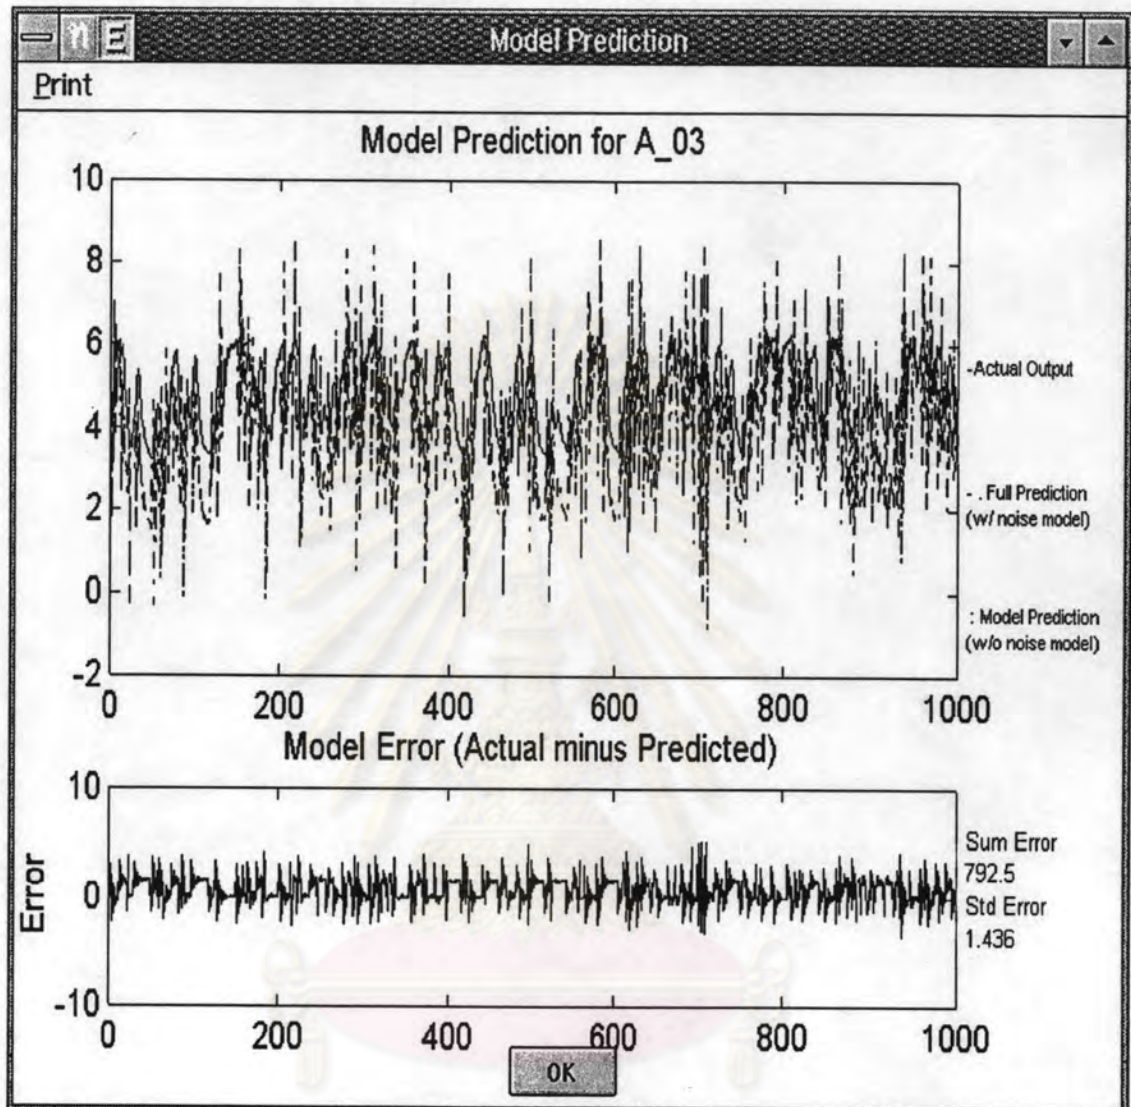 Model Prediction
Print
Model Prediction for A_03
10
8
6
4
2
0
-2
0 200 400 600 800 1000
-Actual Output
- . Full Prediction
(w/ noise model)
: Model Prediction
(w/o noise model)
Model Error (Actual minus Predicted)
Error
10
0
-10
0 200 400 600 800 1000
Sum Error
792.5
Std Error
1.436
OK